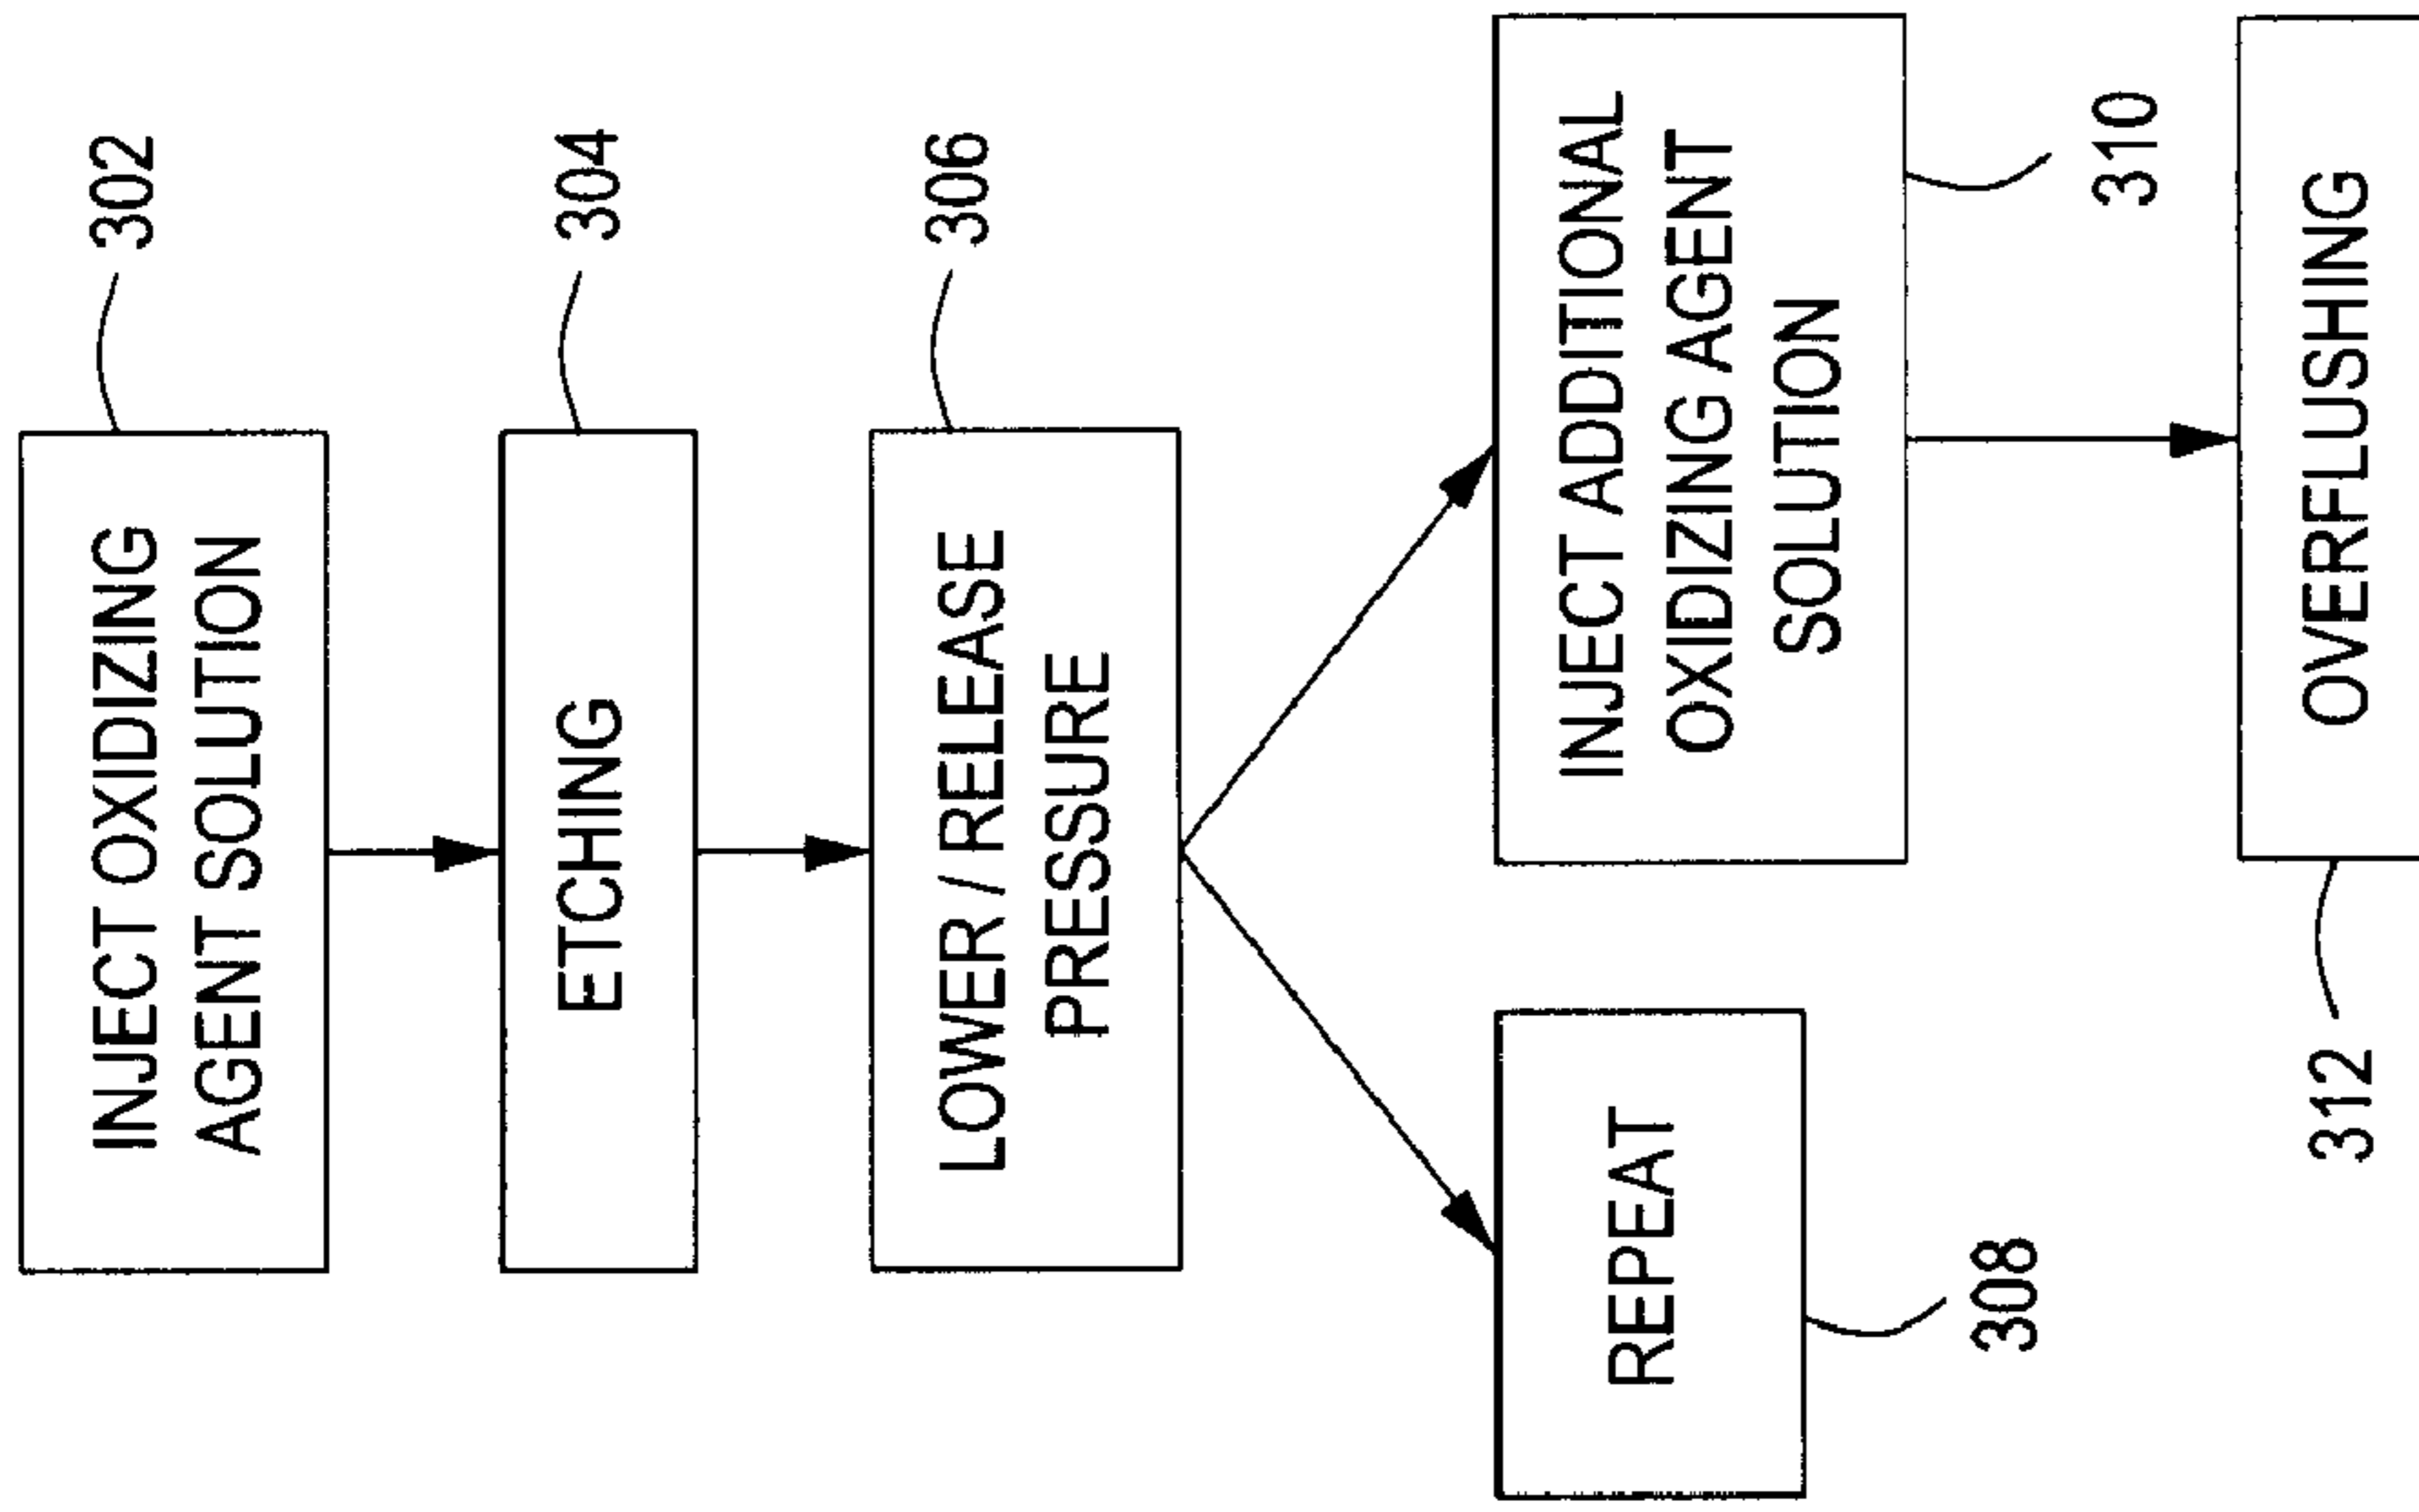 INJECT OXIDIZING
AGENT SOLUTION
302
ETCHING
304
LOWER / RELEASE
PRESSURE
306
REPEAT
308
INJECT ADDITIONAL
OXIDIZING AGENT
SOLUTION
310
OVERFLUSHING
312